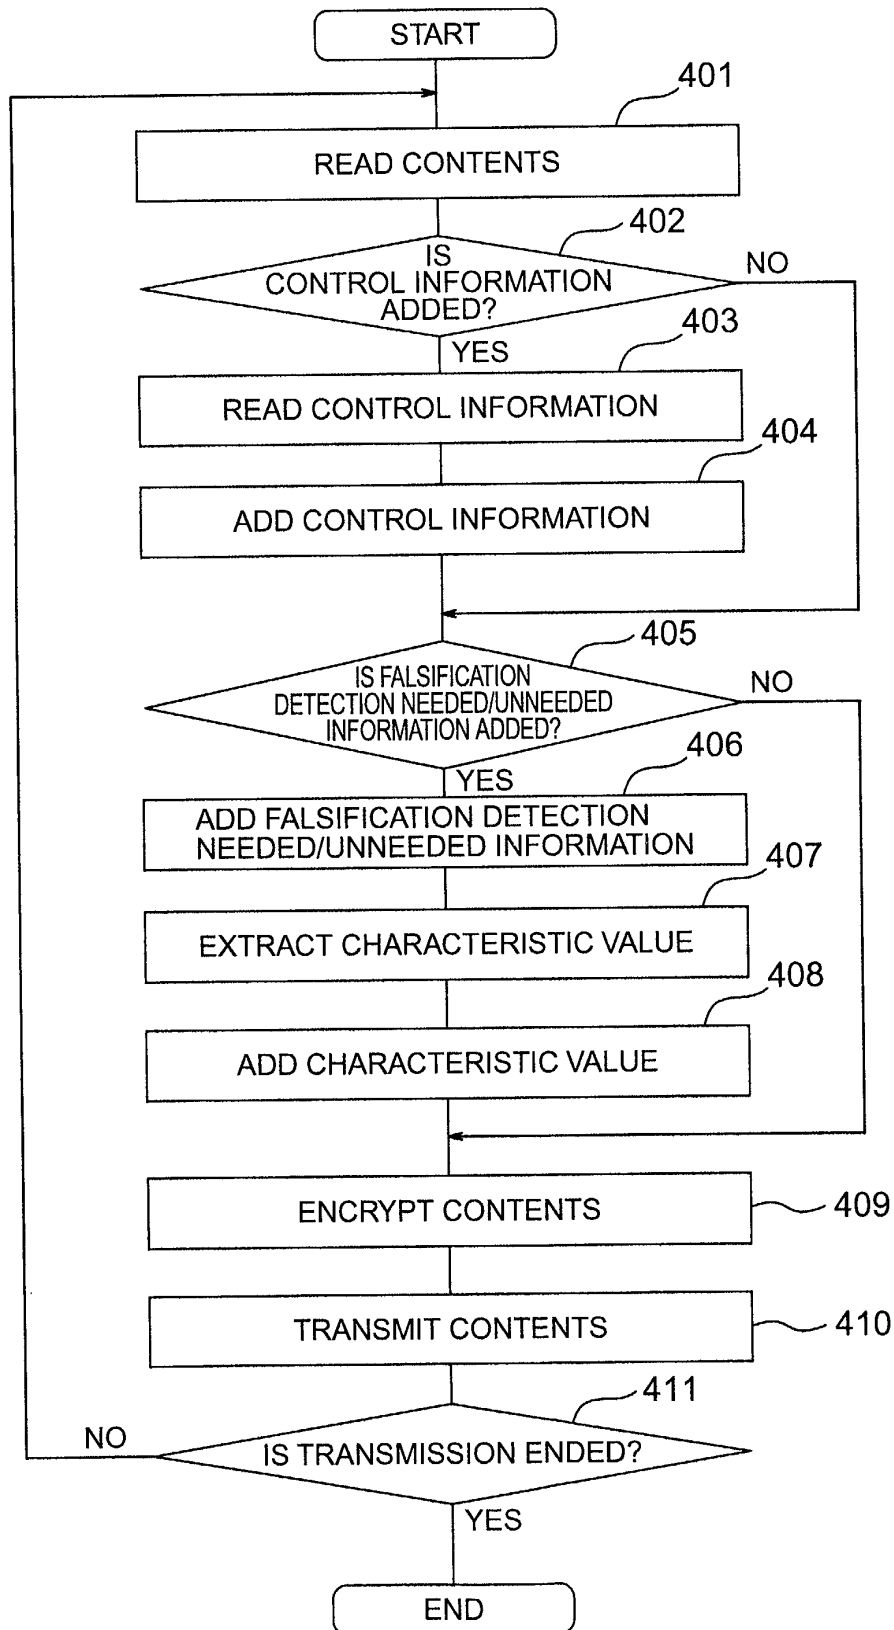 START
401
READ CONTENTS
402
IS
CONTROL INFORMATION
ADDED?
NO
YES
403
READ CONTROL INFORMATION
404
ADD CONTROL INFORMATION
405
IS FALSIFICATION
DETECTION NEEDED/UNNEEDED
INFORMATION ADDED?
NO
YES
406
ADD FALSIFICATION DETECTION
NEEDED/UNNEEDED INFORMATION
407
EXTRACT CHARACTERISTIC VALUE
408
ADD CHARACTERISTIC VALUE
ENCRYPT CONTENTS
409
TRANSMIT CONTENTS
410
411
NO
IS TRANSMISSION ENDED?
YES
END